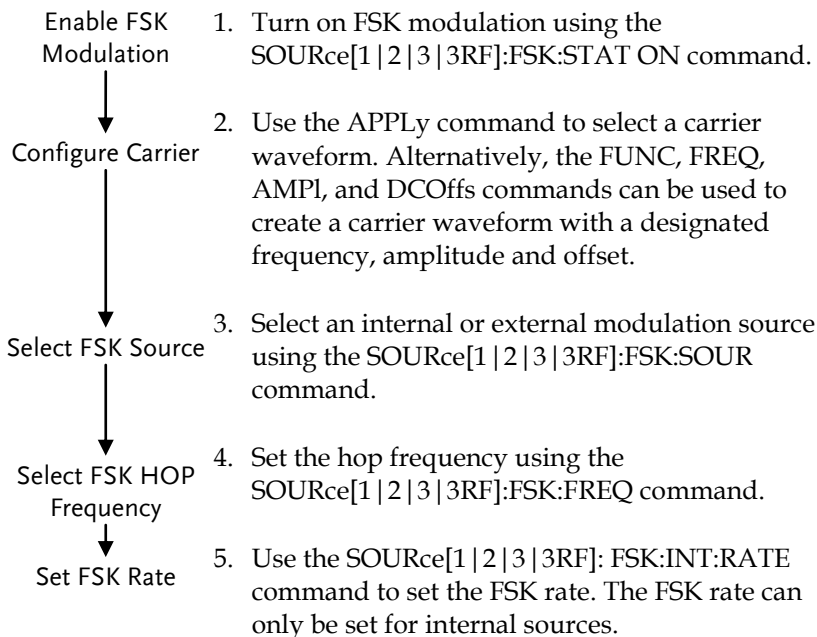 Enable FSK
Modulation
1. Turn on FSK modulation using the
SOURce[1|2|3|3RF]:FSK:STAT ON command.
Configure Carrier
2. Use the APPLy command to select a carrier
waveform. Alternatively, the FUNC, FREQ,
AMPl, and DCOffs commands can be used to
create a carrier waveform with a designated
frequency, amplitude and offset.
Select FSK Source
3. Select an internal or external modulation source
using the SOURce[1|2|3|3RF]:FSK:SOUR
command.
Select FSK HOP
Frequency
4. Set the hop frequency using the
SOURce[1|2|3|3RF]:FSK:FREQ command.
Set FSK Rate
5. Use the SOURce[1|2|3|3RF]: FSK:INT:RATE
command to set the FSK rate. The FSK rate can
only be set for internal sources.